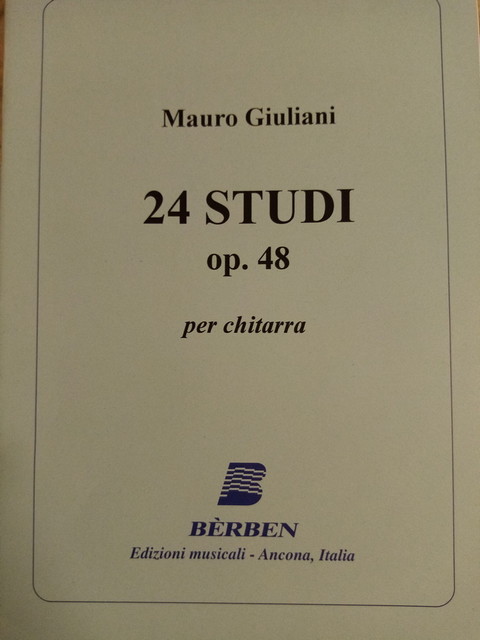 Mauro Giuliani
24 STUDI
op. 48
per chitarra
B
BÈRBEN
Edizioni musicali - Ancona, Italia